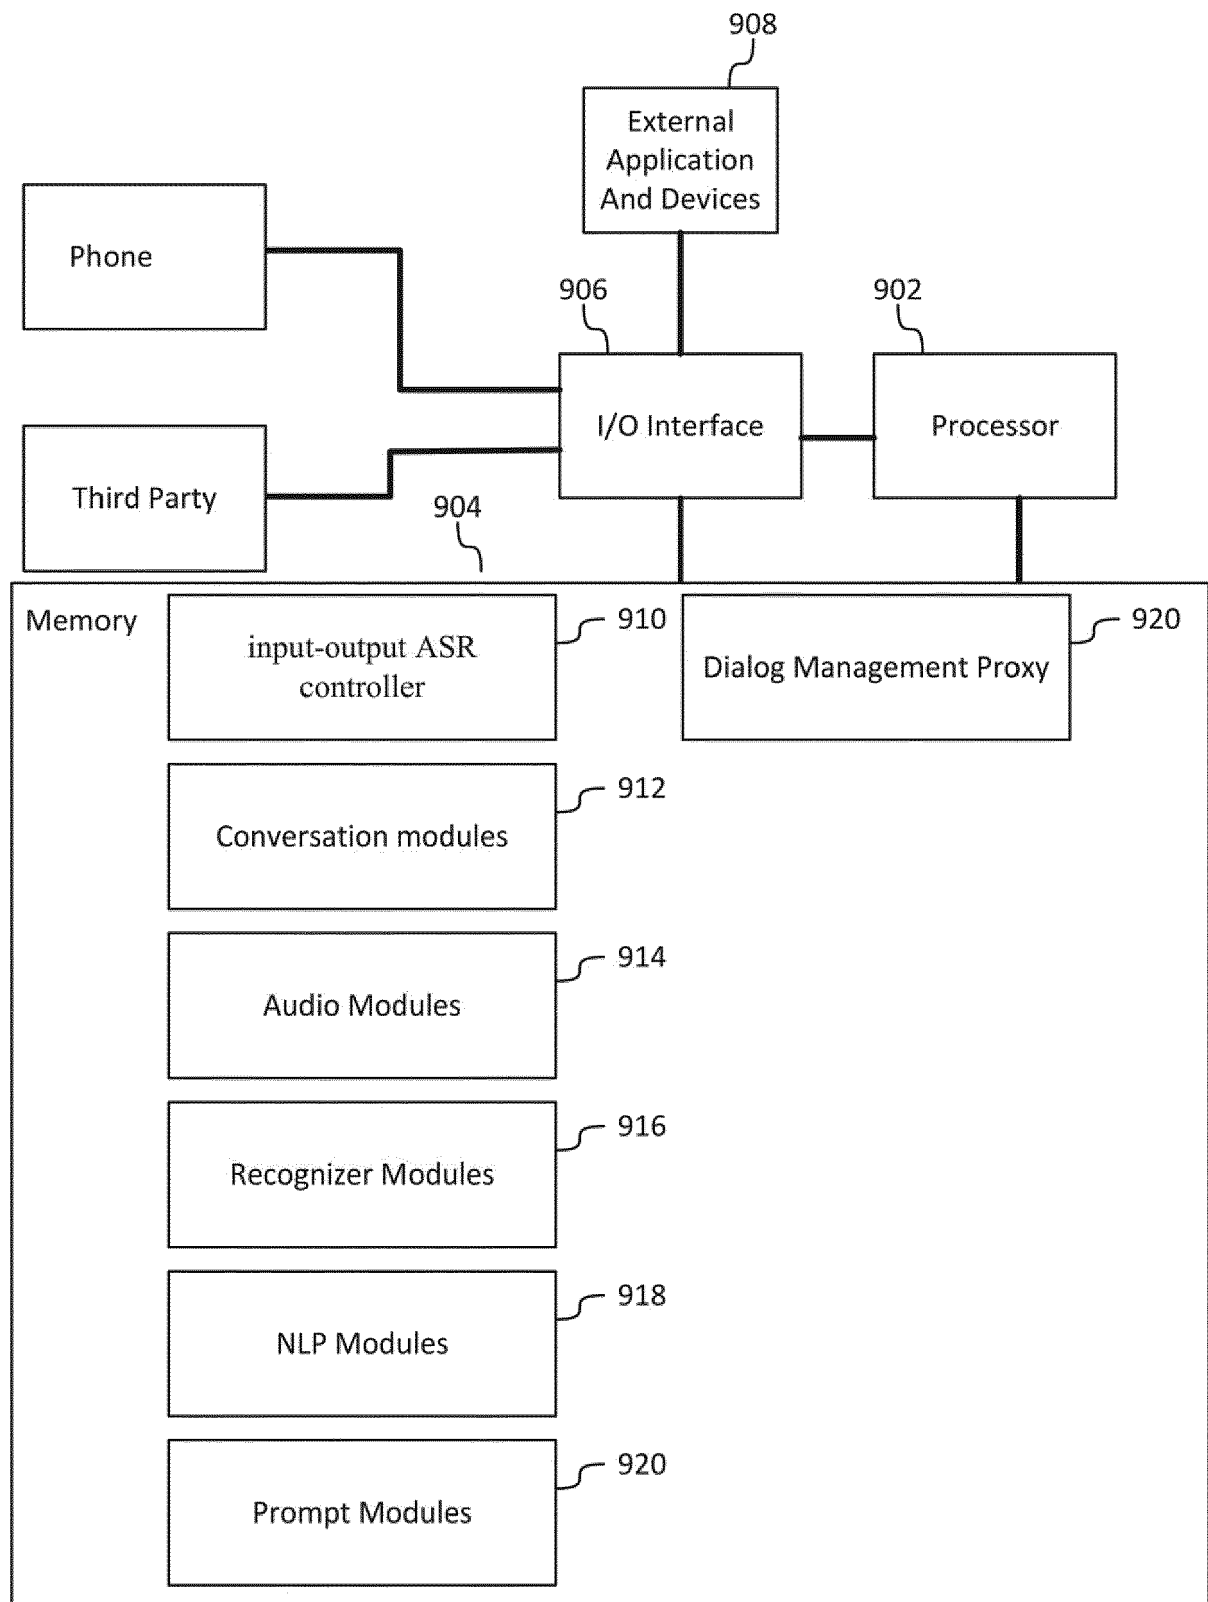 908
External
Application
And Devices
Phone
906
902
I/O Interface
Processor
Third Party
904
Memory
input-output ASR
controller
910
Dialog Management Proxy
920
Conversation modules
912
Audio Modules
914
Recognizer Modules
916
NLP Modules
918
Prompt Modules
920